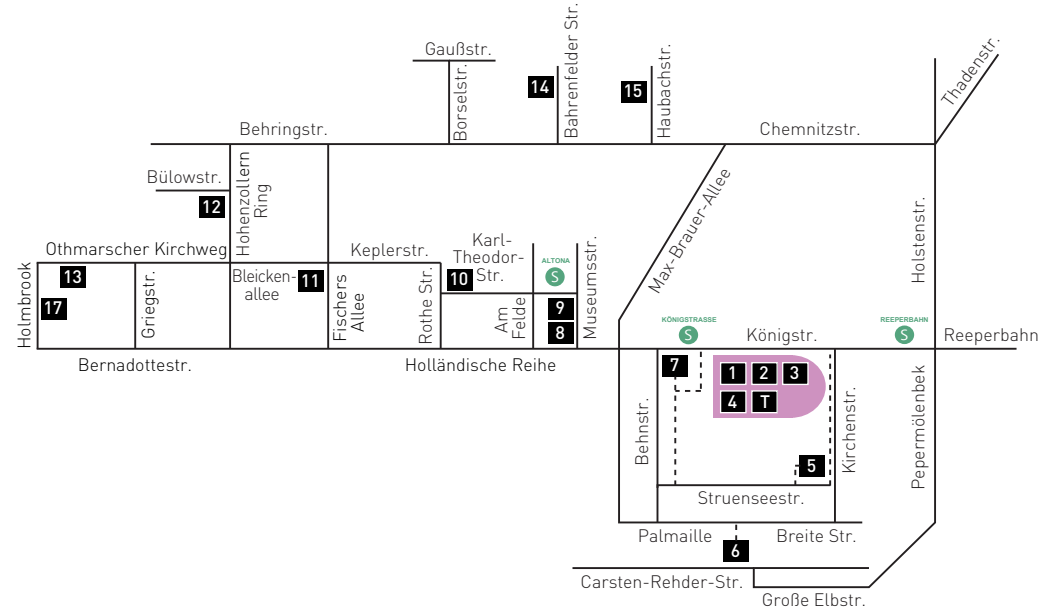 Gaußstr.
Borselstr.
14
Bahrenfelder Str.
15
Haubachstr.
Thadenstr.
Behringstr.
Chemnitzstr.
Bülowstr.
12
Hohenzollern
Ring
Max-Brauer-Allee
Holstenstr.
Othmarscher Kirchweg
Keplerstr.
Karl-
Theodor-
Str.
ALTONA
S
Museumsstr.
Holmbrook
13
17
Griegstr.
Bleicken-
allee
11
Fischers
Allee
Rothe Str.
10
Am
Felde
9
8
KÖNIGSTRASSE
S
Königstr.
REEPERBAHN
S
Reeperbahn
Bernadottestr.
Holländische Reihe
7
1
2
3
4
T
Behnstr.
5
Kirchenstr.
Pepermölenbek
Struenseestr.
Palmaille
6
Breite Str.
Carsten-Rehder-Str.
Große Elbstr.